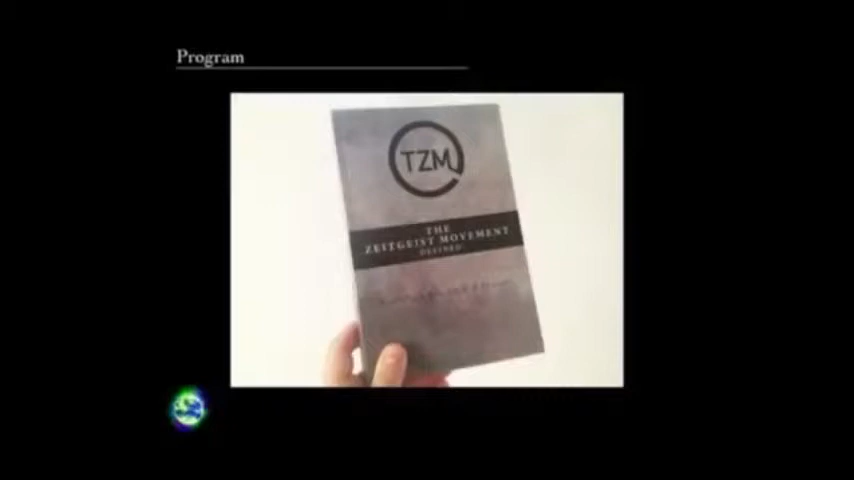 Program
TZM
THE
ZEITGEIST MOVEMENT
DEFINED